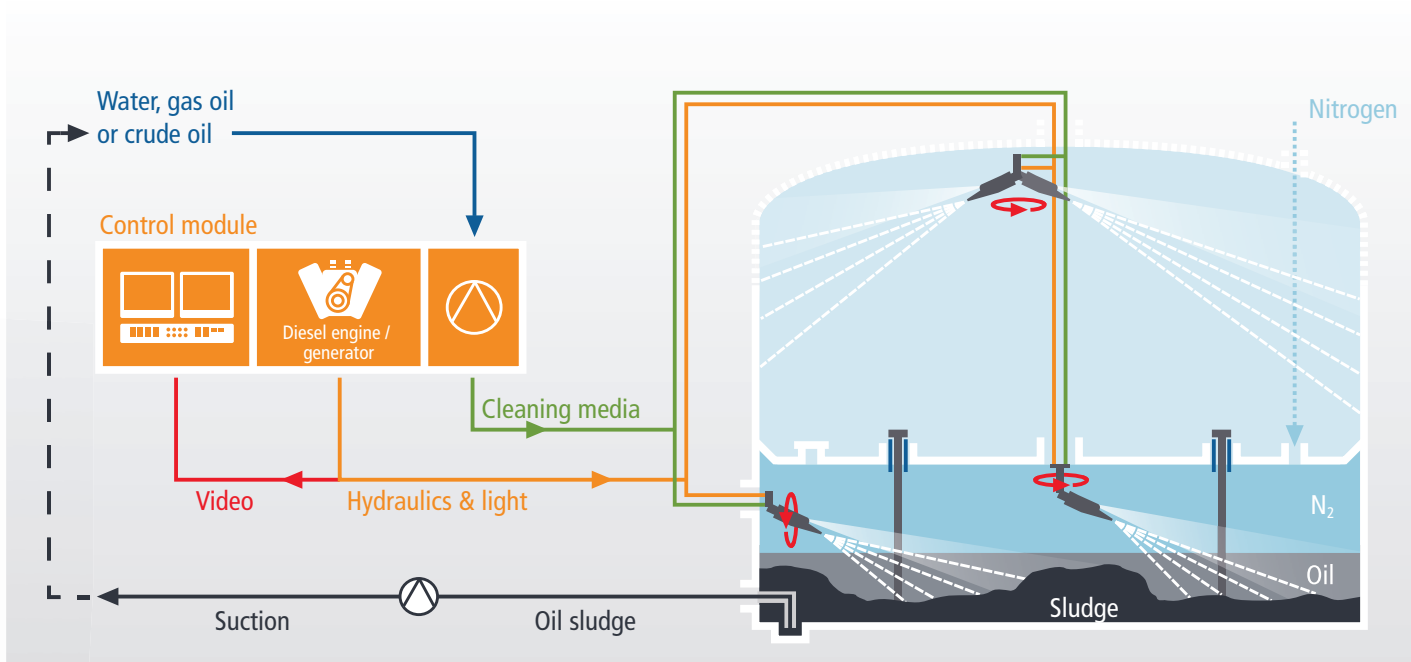 Water, gas oil
or crude oil
Nitrogen
Control module
Diesel engine /
generator
Cleaning media
Video
Hydraulics & light
N₂
Oil
Sludge
Suction
Oil sludge